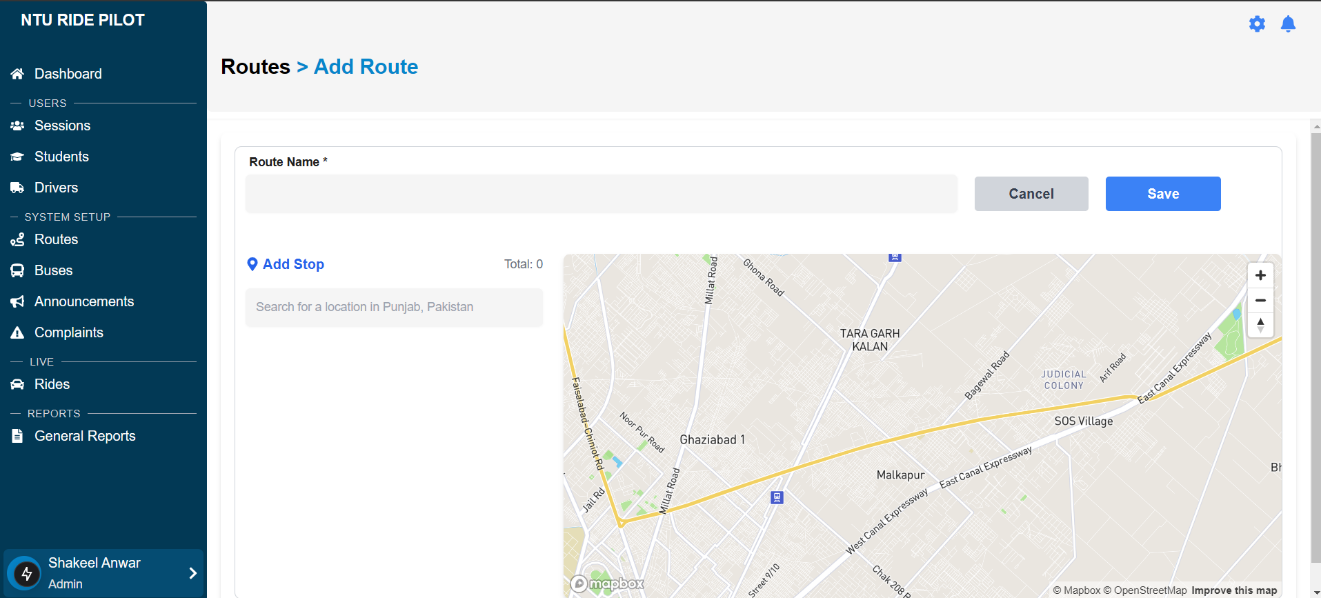 NTU RIDE PILOT
Dashboard
USERS
Sessions
Students
Drivers
SYSTEM SETUP
Routes
Buses
Announcements
Complaints
LIVE
Rides
REPORTS
General Reports
Shakeel Anwar
Admin
Routes > Add Route
Route Name *
Cancel
Save
Add Stop
Total: 0
Search for a location in Punjab, Pakistan
Millat Road
Ghona Road
TARA GARH
KALAN
Bagewal Road
JUDICIAL
COLONY
Arif Road
East Canal Expressway
SOS Village
Faisalabad-Chiniot Rd
Noor Pur Road
Ghaziabad 1
Millat Road
Jail Rd
Malkapur
East Canal Expressway
West Canal Expressway
Bh
Street 9/10
Chak 208 R
mapbox
© Mapbox © OpenStreetMap Improve this map